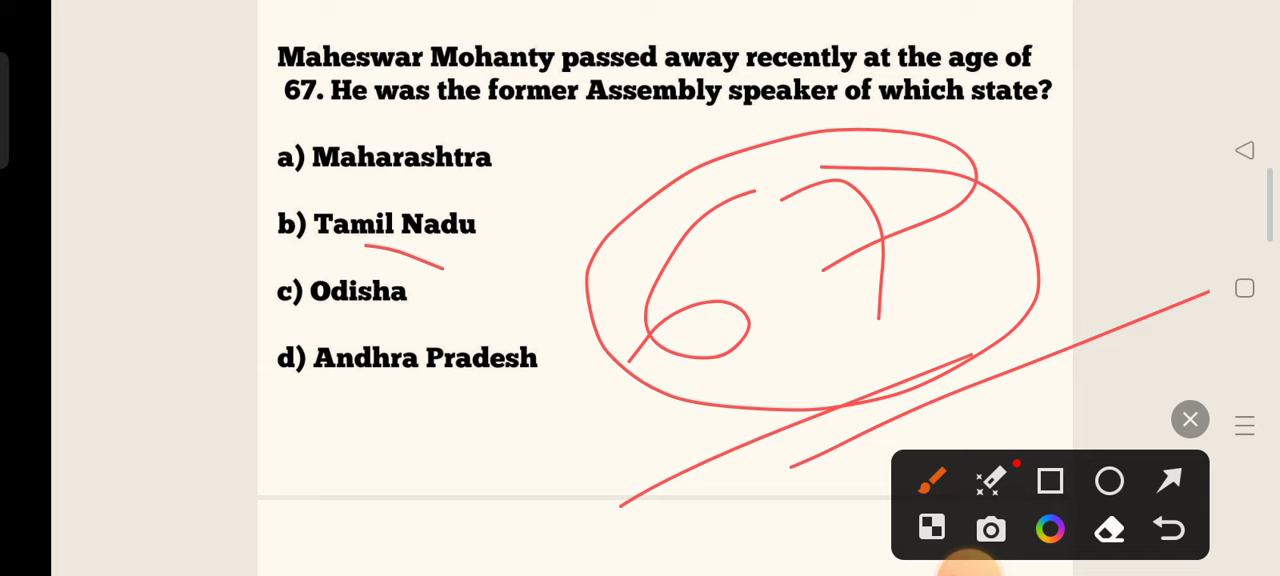 Maheswar Mohanty passed away recently at the age of
67. He was the former Assembly speaker of which state?
a) Maharashtra
b) Tamil Nadu
c) Odisha
d) Andhra Pradesh
67